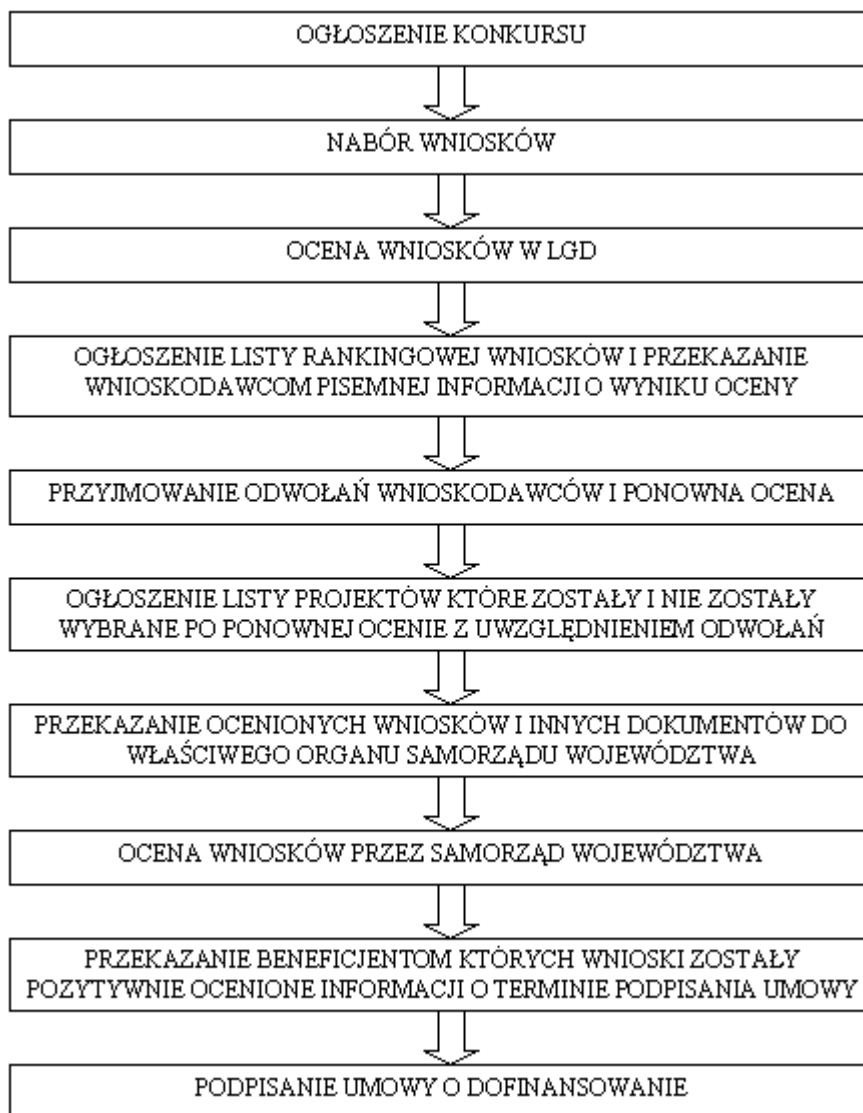 OGŁOSZENIE KONKURSU
NABÓR WNIOSKÓW
OCENA WNIOSKÓW W LGD
OGŁOSZENIE LISTY RANKINGOWEJ WNIOSKÓW I PRZEKAZANIE
WNIOSKODAWCOM PISEMNEJ INFORMACJI O WYNIKU OCENY
PRZYJMOWANIE ODWOŁAŃ WNIOSKODAWCÓW I PONOWNA OCENA
OGŁOSZENIE LISTY PROJEKTÓW KTÓRE ZOSTAŁY I NIE ZOSTAŁY
WYBRANE PO PONOWNEJ OCENIE Z UWZGLĘDNIENIEM ODWOŁAŃ
PRZEKAZANIE OCENIONYCH WNIOSKÓW I INNYCH DOKUMENTÓW DO
WŁAŚCIWEGO ORGANU SAMORZĄDU WOJEWÓDZTWA
OCENA WNIOSKÓW PRZEZ SAMORZĄD WOJEWÓDZTWA
PRZEKAZANIE BENEFICJENTOM KTÓRYCH WNIOSKI ZOSTAŁY
POZYTYWNIE OCENIONE INFORMACJI O TERMINIE PODPISANIA UMOWY
PODPISANIE UMOWY O DOFINANSOWANIE